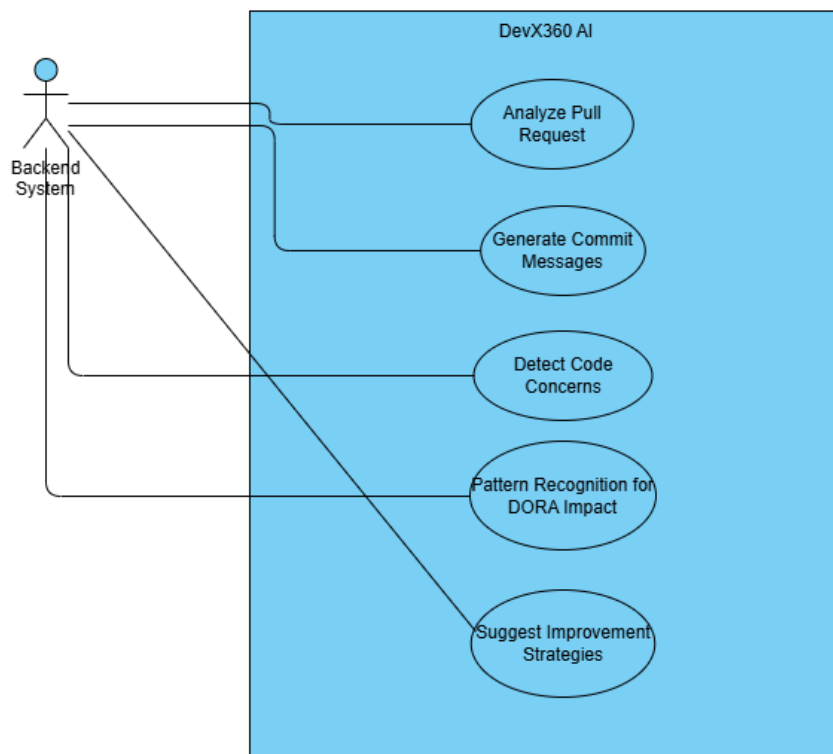 DevX360 AI
Analyze Pull
Request
Backend
System
Generate Commit
Messages
Detect Code
Concerns
Pattern Recognition for
DORA Impact
Suggest Improvement
Strategies